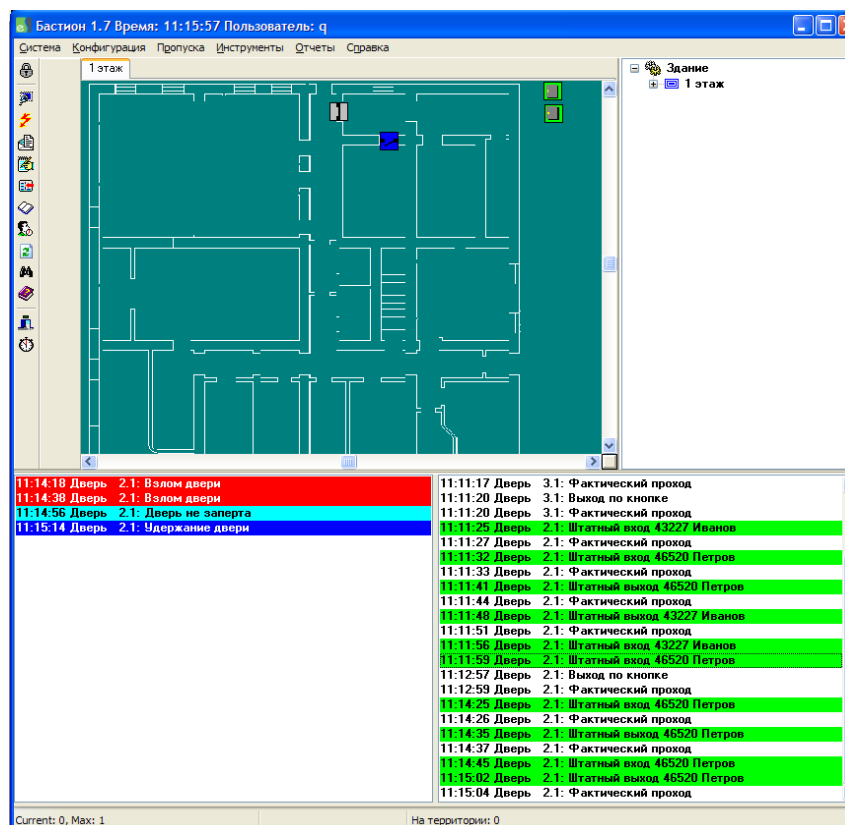 Бастион 1.7 Время: 11:15:57 Пользователь: q
Система Конфигурация Пропуска Инструменты Отчеты Справка
1 этаж
Здание
1 этаж
11:14:18 Дверь 2.1: Взлом двери
11:14:38 Дверь 2.1: Взлом двери
11:14:56 Дверь 2.1: Дверь не заперта
11:15:14 Дверь 2.1: Удержание двери
11:11:17 Дверь 3.1: Фактический проход
11:11:20 Дверь 3.1: Выход по кнопке
11:11:20 Дверь 3.1: Фактический проход
11:11:25 Дверь 2.1: Штатный вход 43227 Иванов
11:11:27 Дверь 2.1: Фактический проход
11:11:32 Дверь 2.1: Штатный вход 46520 Петров
11:11:33 Дверь 2.1: Фактический проход
11:11:41 Дверь 2.1: Штатный выход 46520 Петров
11:11:44 Дверь 2.1: Фактический проход
11:11:48 Дверь 2.1: Штатный выход 43227 Иванов
11:11:51 Дверь 2.1: Фактический проход
11:11:56 Дверь 2.1: Штатный вход 43227 Иванов
11:11:59 Дверь 2.1: Штатный вход 46520 Петров
11:12:57 Дверь 2.1: Выход по кнопке
11:12:59 Дверь 2.1: Фактический проход
11:14:25 Дверь 2.1: Штатный вход 46520 Петров
11:14:26 Дверь 2.1: Фактический проход
11:14:35 Дверь 2.1: Штатный выход 46520 Петров
11:14:37 Дверь 2.1: Фактический проход
11:14:45 Дверь 2.1: Штатный вход 46520 Петров
11:15:02 Дверь 2.1: Штатный выход 46520 Петров
11:15:04 Дверь 2.1: Фактический проход
Current: 0, Max: 1
На территории: 0